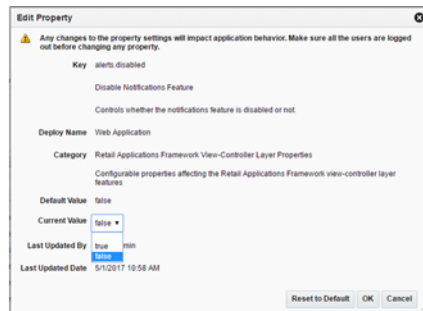 Edit Property
Any changes to the property settings will impact application behavior. Make sure all the users are logged
out before changing any property.
Key alerts.disabled
Disable Notifications Feature
Controls whether the notifications feature is disabled or not.
Deploy Name Web Application
Category Retail Applications Framework View-Controller Layer Properties
Configurable properties affecting the Retail Applications Framework view-controller layer
features
Default Value false
Current Value false
Last Updated By true min
false
Last Updated Date 5/1/2017 10:58 AM
Reset to Default OK Cancel